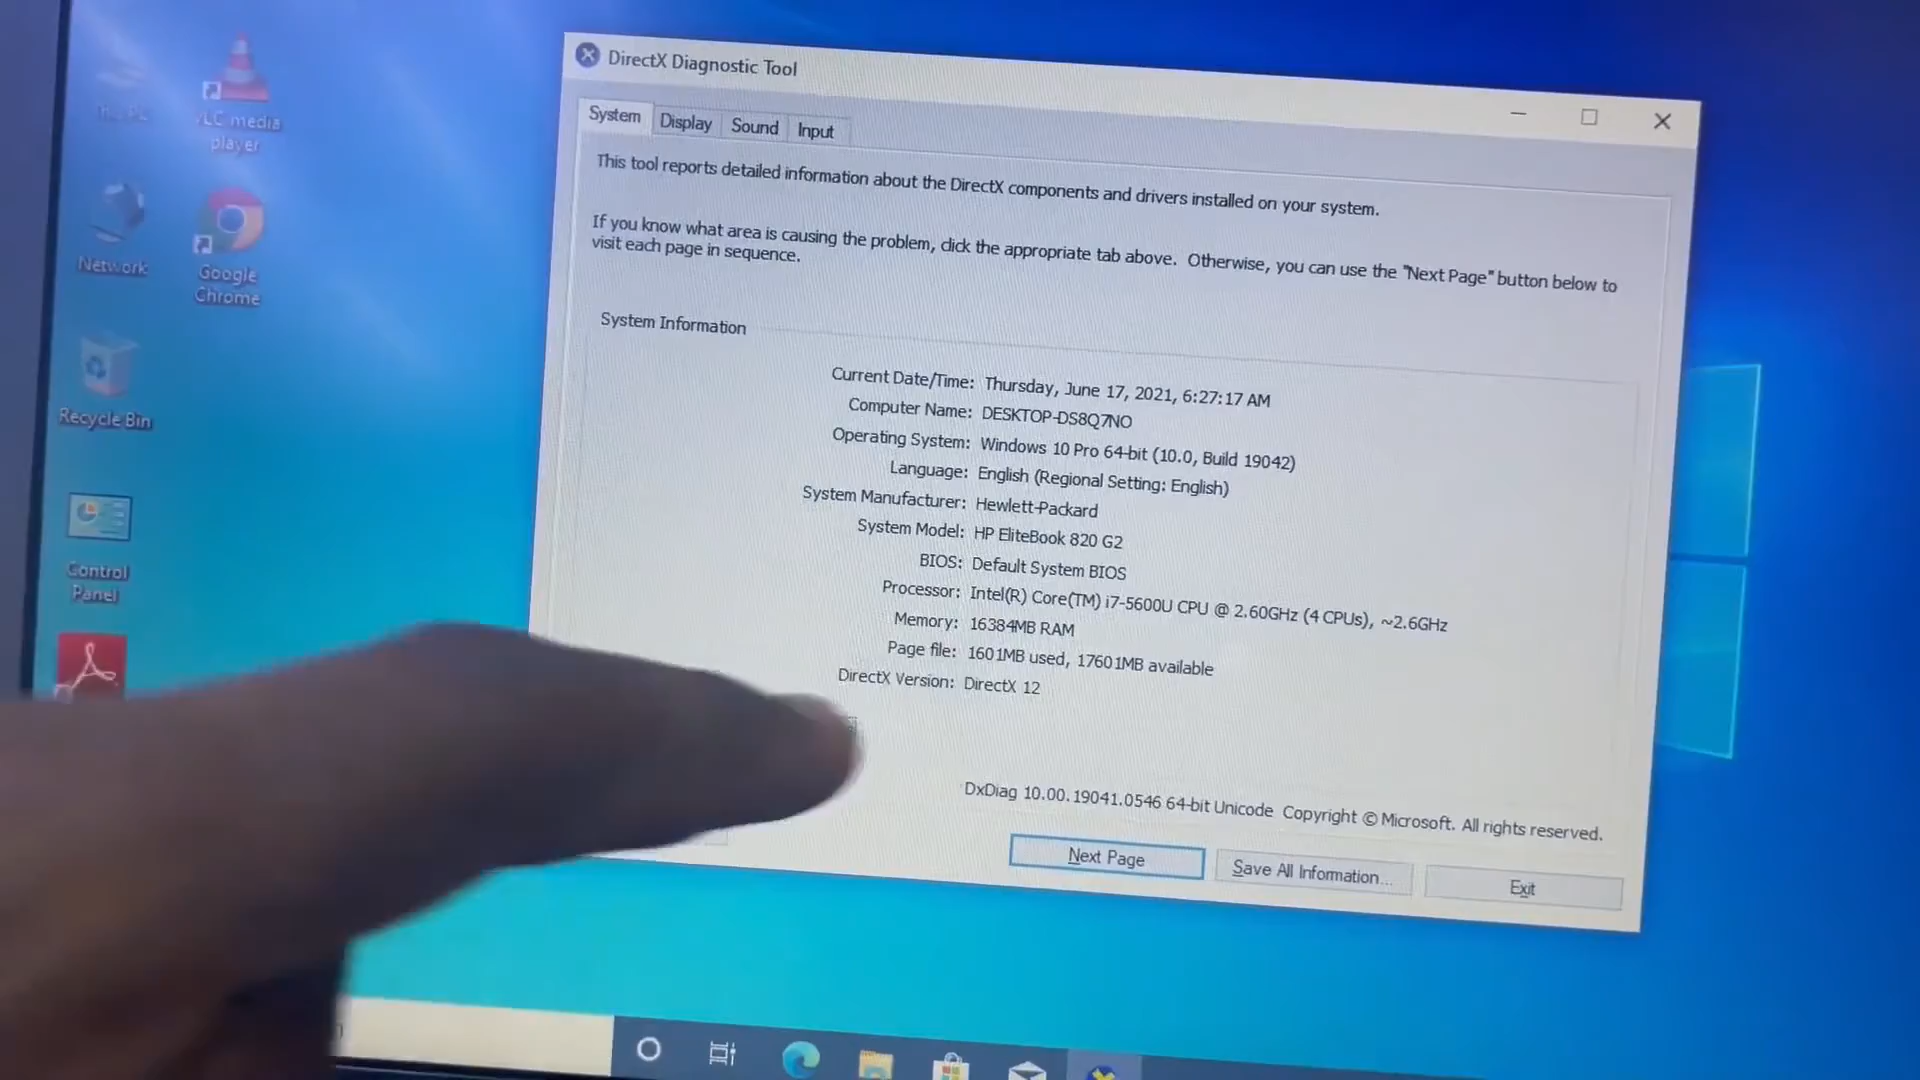 DirectX Diagnostic Tool
System Display Sound Input
This tool reports detailed information about the DirectX components and drivers installed on your system.
If you know what area is causing the problem, click the appropriate tab above. Otherwise, you can use the "Next Page" button below to
visit each page in sequence.
System Information
Current Date/Time: Thursday, June 17, 2021, 6:27:17 AM
Computer Name: DESKTOP-DS8Q7NO
Operating System: Windows 10 Pro 64-bit (10.0, Build 19042)
Language: English (Regional Setting: English)
System Manufacturer: Hewlett-Packard
System Model: HP EliteBook 820 G2
BIOS: Default System BIOS
Processor: Intel(R) Core(TM) i7-5600U CPU @ 2.60GHz (4 CPUs), ~2.6GHz
Memory: 16384MB RAM
Page file: 1601MB used, 17601MB available
DirectX Version: DirectX 12
DxDiag 10.00.19041.0546 64-bit Unicode Copyright © Microsoft. All rights reserved.
Next Page Save All Information... Exit
This PC
VLC media
player
Network
Google
Chrome
Recycle Bin
Control
Panel